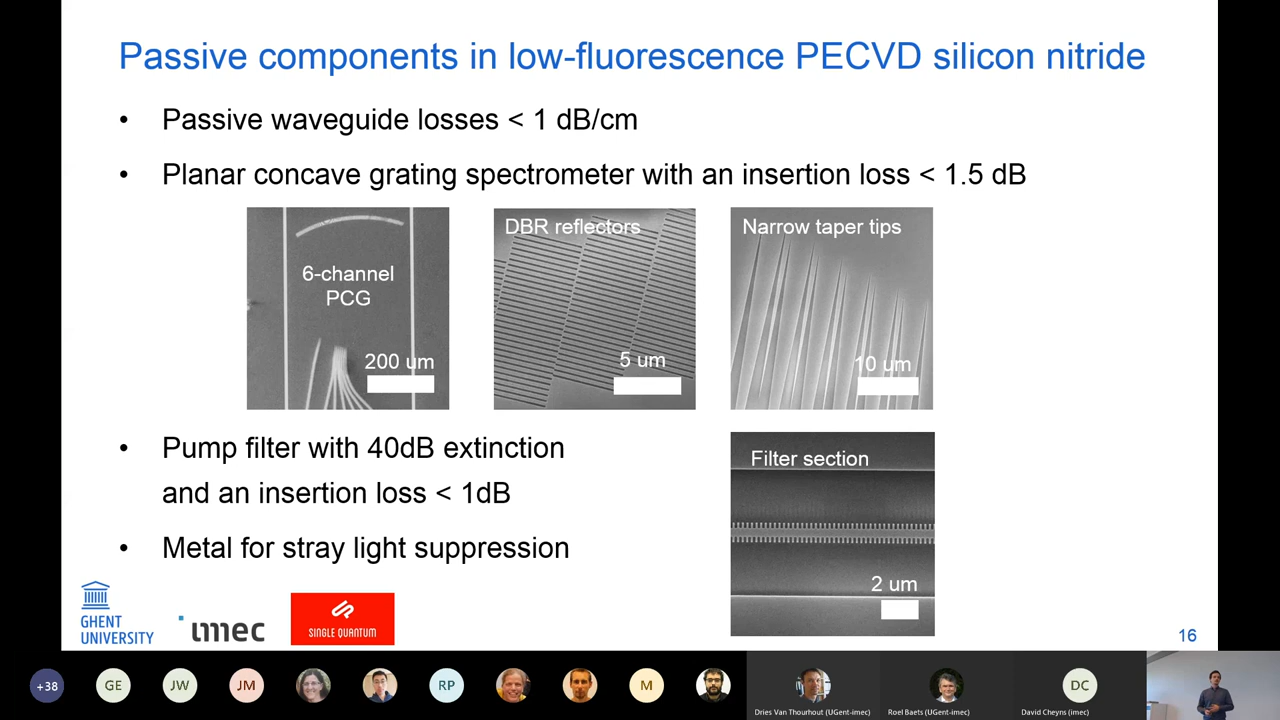 Passive components in low-fluorescence PECVD silicon nitride
• Passive waveguide losses < 1 dB/cm
• Planar concave grating spectrometer with an insertion loss < 1.5 dB
6-channel
PCG
200 um
DBR reflectors
5 um
Narrow taper tips
10 um
• Pump filter with 40dB extinction
and an insertion loss < 1dB
• Metal for stray light suppression
Filter section
2 um
GHENT
UNIVERSITY
imec
SINGLE QUANTUM
16
+38
GE
JW
JM
RP
M
Dries Van Thourhout (UGent-imec)
Roel Baets (UGent-imec)
DC
David Cheyns (imec)